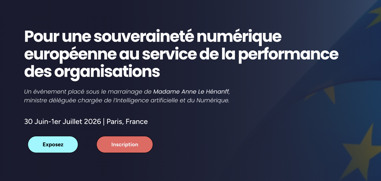 Pour une souveraineté numérique
européenne au service de la performance
des organisations
Un événement placé sous le marrainage de Madame Anne Le Hénanff,
ministre déléguée chargée de l'Intelligence artificielle et du Numérique.
30 Juin-1er Juillet 2026 | Paris, France
Exposez
Inscription